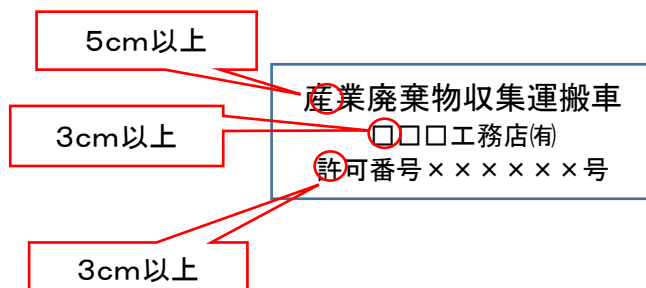 5cm以上
産業廃棄物収集運搬車
3cm以上
□□□工務店㈲
許可番号××××××号
3cm以上